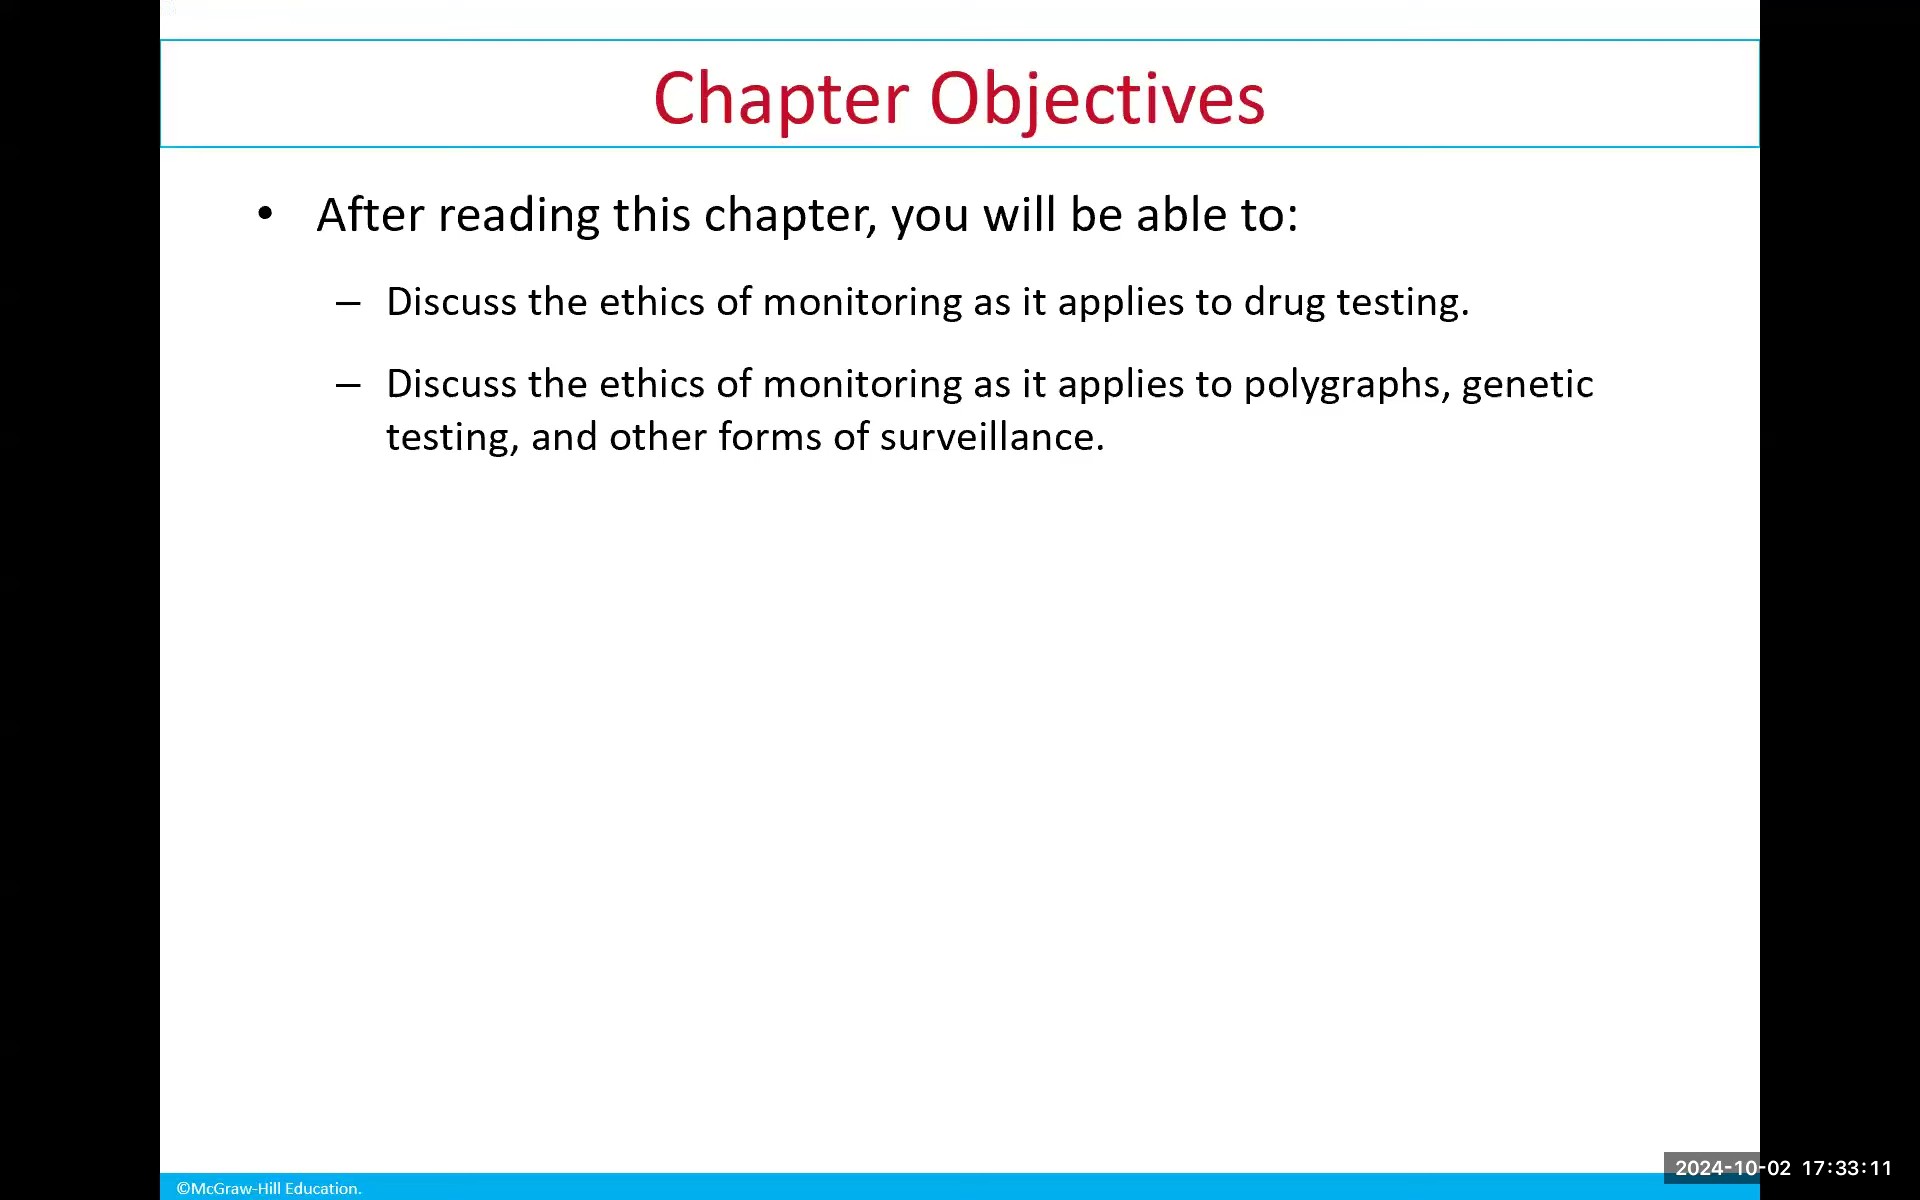 Chapter Objectives
• After reading this chapter, you will be able to:
– Discuss the ethics of monitoring as it applies to drug testing.
– Discuss the ethics of monitoring as it applies to polygraphs, genetic
testing, and other forms of surveillance.
©McGraw-Hill Education.
2024-10-02 17:33:11